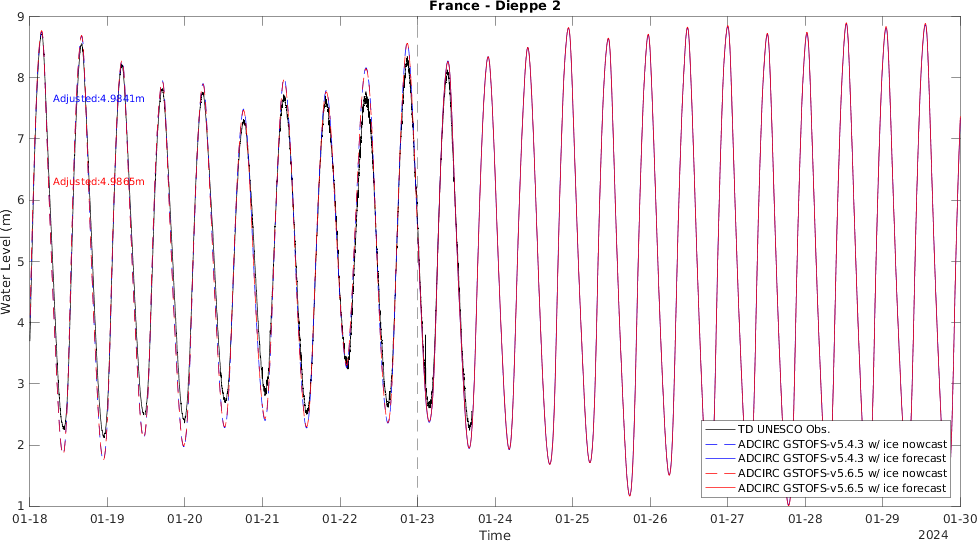 France - Dieppe 2
9
8
7
6
5
4
3
2
1
Water Level (m)
Adjusted:4.9841m
Adjusted:4.9865m
TD UNESCO Obs.
ADCIRC GSTOFS-v5.4.3 w/ ice nowcast
ADCIRC GSTOFS-v5.4.3 w/ ice forecast
ADCIRC GSTOFS-v5.6.5 w/ ice nowcast
ADCIRC GSTOFS-v5.6.5 w/ ice forecast
01-18 01-19 01-20 01-21 01-22 01-23 01-24 01-25 01-26 01-27 01-28 01-29 01-30
Time
2024